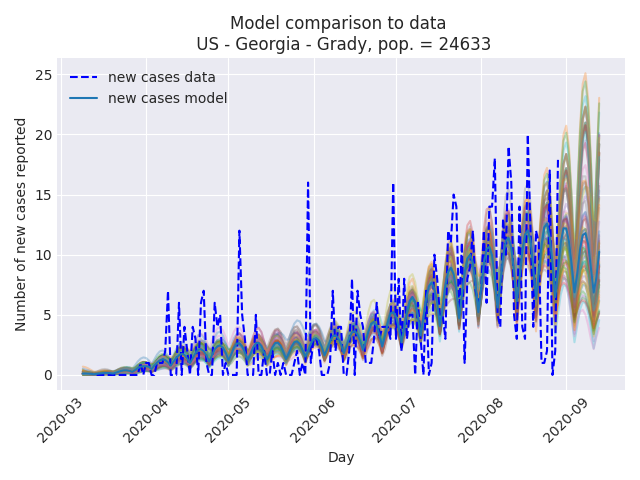 Model comparison to data
US - Georgia - Grady, pop. = 24633
new cases data
new cases model
Number of new cases reported
25
20
15
10
5
0
2020-03
2020-04
2020-05
2020-06
2020-07
2020-08
2020-09
Day